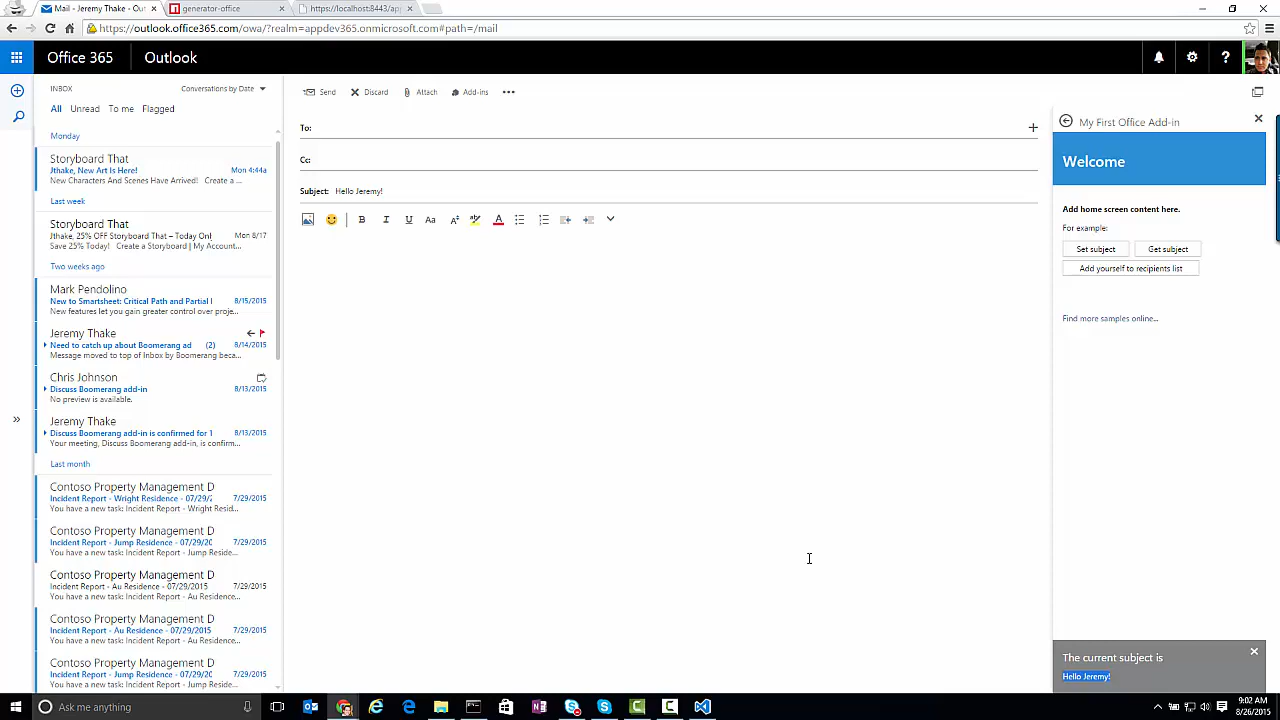 Mail - Jeremy Thake - Out
generator-office
https://localhost:8443/app
https://outlook.office365.com/owa/?realm=appdev365.onmicrosoft.com#path=/mail
Office 365
Outlook
INBOX
Conversations by Date
All
Unread
To me
Flagged
Monday
Storyboard That
Jthake, New Art Is Here!
Mon 4:44a
New Characters And Scenes Have Arrived! Create a ...
Last week
Storyboard That
Jthake, 25% OFF Storyboard That – Today Onl
Mon 8/17
Save 25% Today! Create a Storyboard | My Account...
Two weeks ago
Mark Pendolino
New to Smartsheet: Critical Path and Partial I
8/15/2015
New features let you gain greater control over proje...
Jeremy Thake
Need to catch up about Boomerang ad
(2)
8/14/2015
Message moved to top of Inbox by Boomerang beca...
Chris Johnson
Discuss Boomerang add-in
8/13/2015
No preview is available.
Jeremy Thake
Discuss Boomerang add-in is confirmed for 1
8/13/2015
Your meeting, Discuss Boomerang add-in, is confirm...
Last month
Contoso Property Management D
Incident Report - Wright Residence - 07/29/2
7/29/2015
You have a new task: Incident Report - Wright Resid...
Contoso Property Management D
Incident Report - Jump Residence - 07/29/20
7/29/2015
You have a new task: Incident Report - Jump Reside...
Contoso Property Management D
Incident Report - Au Residence - 07/29/2015
7/29/2015
You have a new task: Incident Report - Au Residence...
Contoso Property Management D
Incident Report - Au Residence - 07/29/2015
7/29/2015
You have a new task: Incident Report - Au Residence...
Contoso Property Management D
Incident Report - Jump Residence - 07/29/20
7/29/2015
You have a new task: Incident Report - Jump Reside...
Send
Discard
Attach
Add-ins
To:
Cc:
Subject: Hello Jeremy!
My First Office Add-in
Welcome
Add home screen content here.
For example:
Set subject
Get subject
Add yourself to recipients list
Find more samples online...
The current subject is
Hello Jeremy!
Ask me anything
9:02 AM
8/26/2015